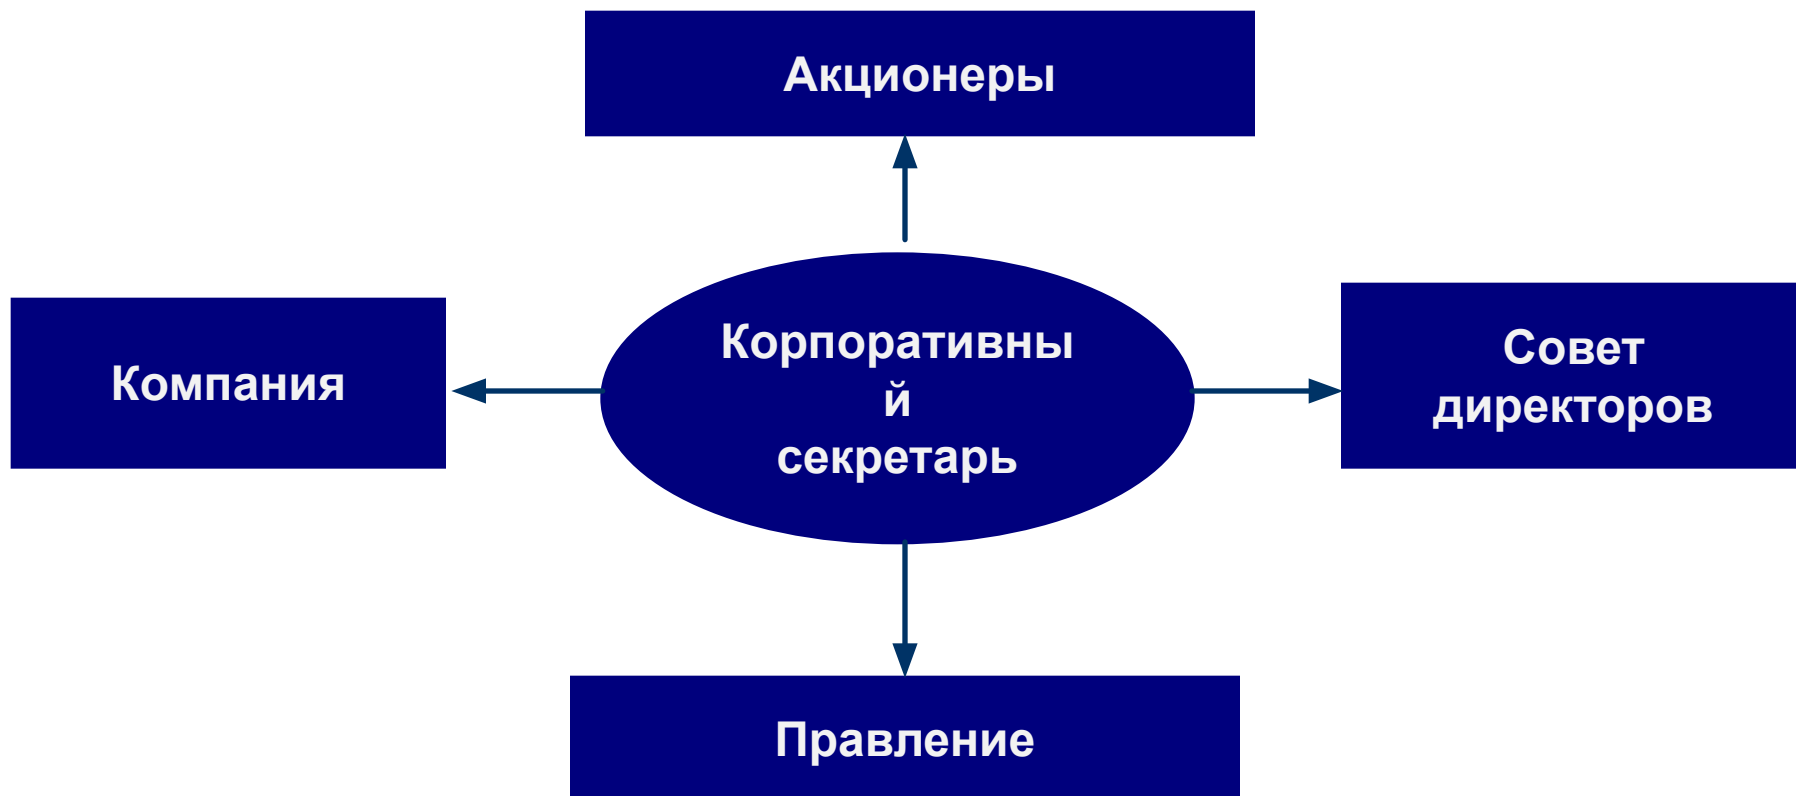 Акционеры
Компания
Корпоративны
й
секретарь
Совет
директоров
Правление